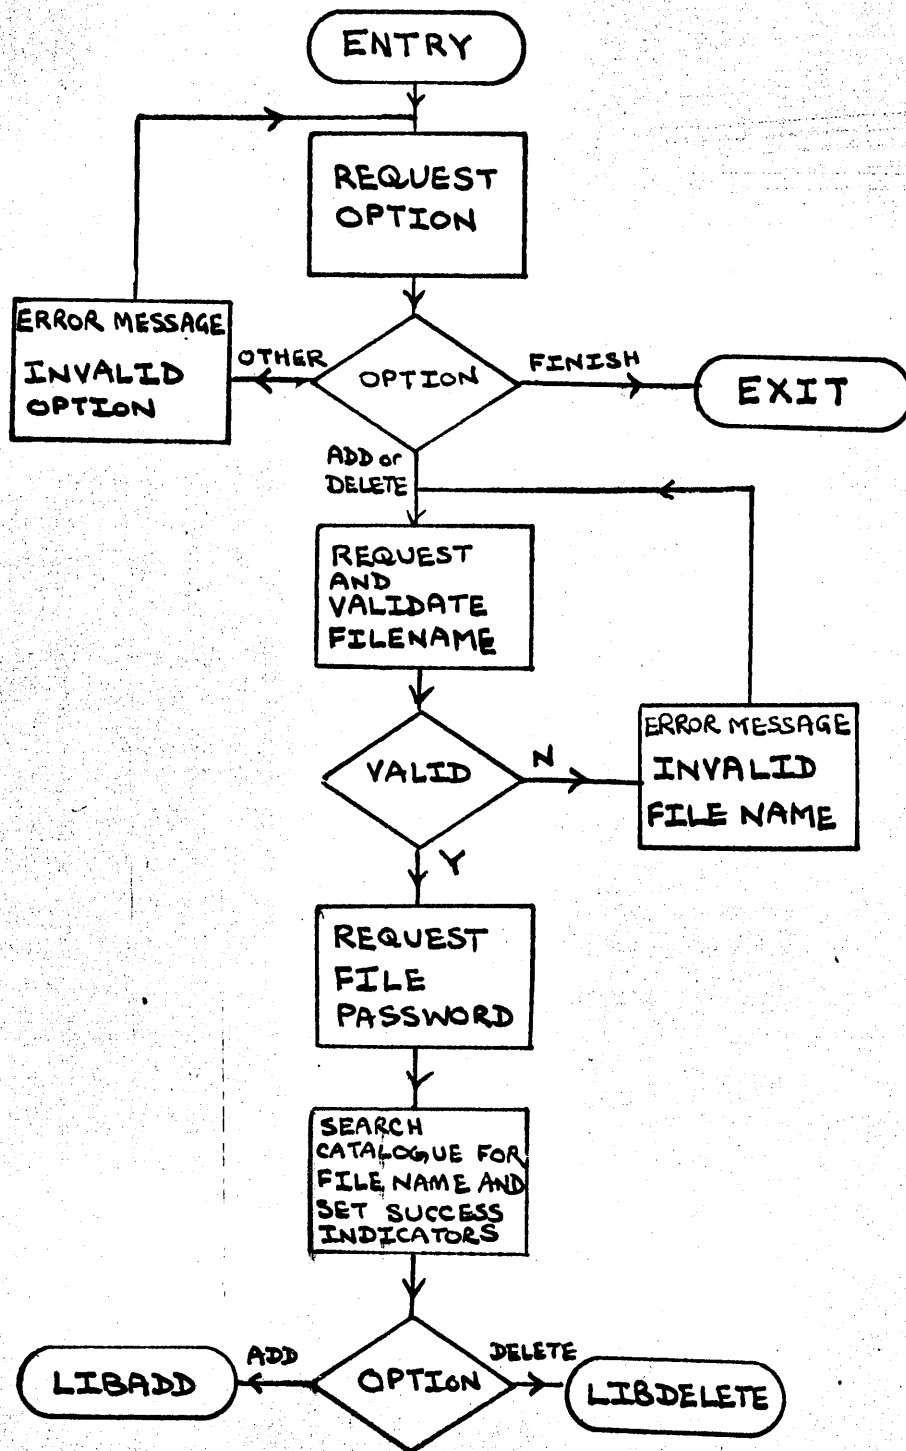 ENTRY
REQUEST
OPTION
ERROR MESSAGE
INVALID
OPTION
OTHER
OPTION
FINISH
EXIT
ADD or
DELETE
REQUEST
AND
VALIDATE
FILENAME
VALID
N
ERROR MESSAGE
INVALID
FILE NAME
Y
REQUEST
FILE
PASSWORD
SEARCH
CATALOGUE FOR
FILE NAME AND
SET SUCCESS
INDICATORS
LIBADD
ADD
OPTION
DELETE
LIBDELETE